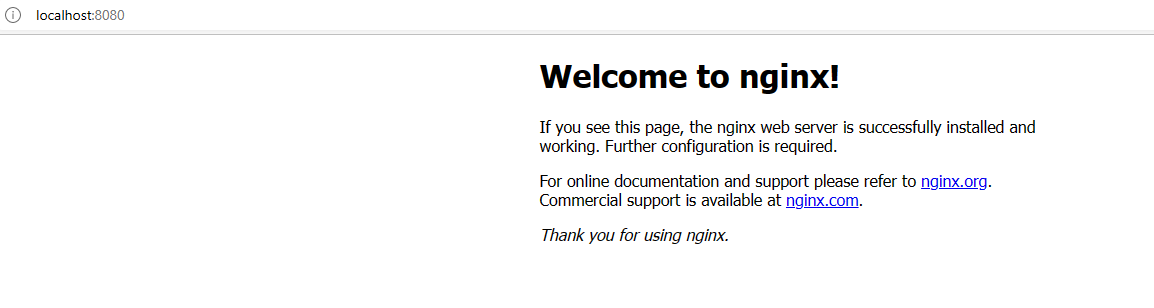 localhost:8080
Welcome to nginx!
If you see this page, the nginx web server is successfully installed and
working. Further configuration is required.
For online documentation and support please refer to nginx.org.
Commercial support is available at nginx.com.
Thank you for using nginx.